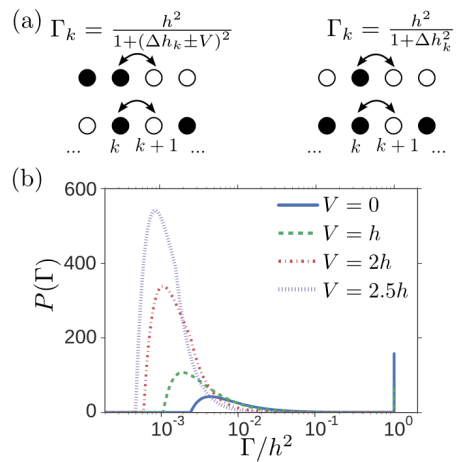 (a) Γ_k = h^2 / 1+(Δh_k±V)^2    Γ_k = h^2 / 1+Δh_k^2
... k k+1 ...    ... k k+1 ...
(b)
600
400
200
0
P(Γ)
V = 0
V = h
V = 2h
V = 2.5h
10^-3 10^-2 10^-1 10^0
Γ/h^2